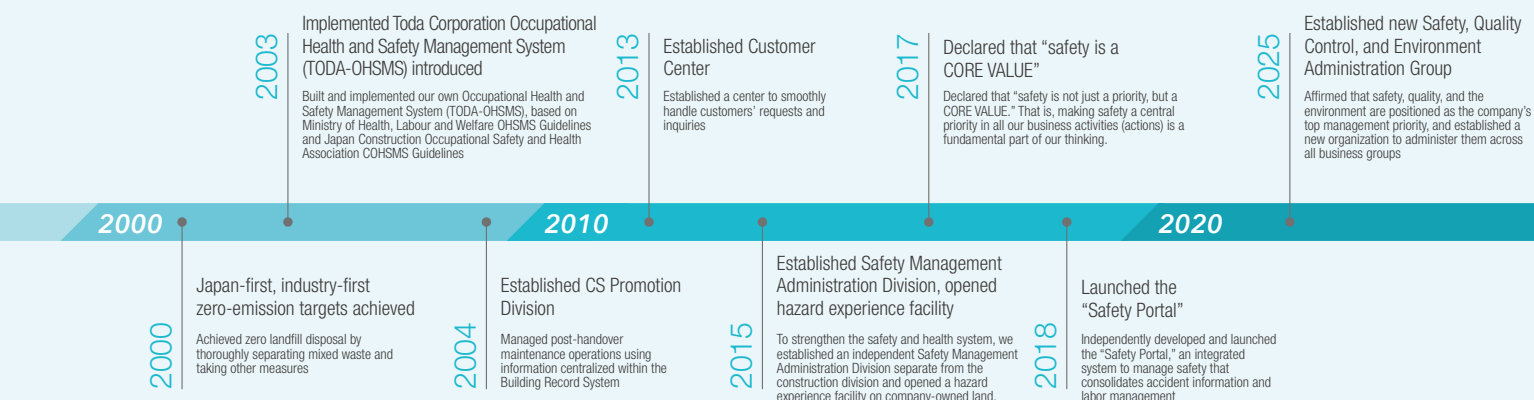 2003
Implemented Toda Corporation Occupational
Health and Safety Management System
(TODA-OHSMS) introduced
Built and implemented our own Occupational Health and
Safety Management System (TODA-OHSMS), based on
Ministry of Health, Labour and Welfare OHSMS Guidelines
and Japan Construction Occupational Safety and Health
Association COHSMS Guidelines
2013
Established Customer
Center
Established a center to smoothly
handle customers' requests and
inquiries
2017
Declared that “safety is a
CORE VALUE”
Declared that “safety is not just a priority, but a
CORE VALUE.” That is, making safety a central
priority in all our business activities (actions) is a
fundamental part of our thinking.
2025
Established new Safety, Quality
Control, and Environment
Administration Group
Affirmed that safety, quality, and the
environment are positioned as the company's
top management priority, and established a
new organization to administer them across
all business groups
2000
2010
2020
2000
Japan-first, industry-first
zero-emission targets achieved
Achieved zero landfill disposal by
thoroughly separating mixed waste and
taking other measures
2004
Established CS Promotion
Division
Managed post-handover
maintenance operations using
information centralized within the
Building Record System
2015
Established Safety Management
Administration Division, opened
hazard experience facility
To strengthen the safety and health system, we
established an independent Safety Management
Administration Division separate from the
construction division and opened a hazard
experience facility on company-owned land.
2018
Launched the
“Safety Portal”
Independently developed and launched
the “Safety Portal,” an integrated
system to manage safety that
consolidates accident information and
labor management